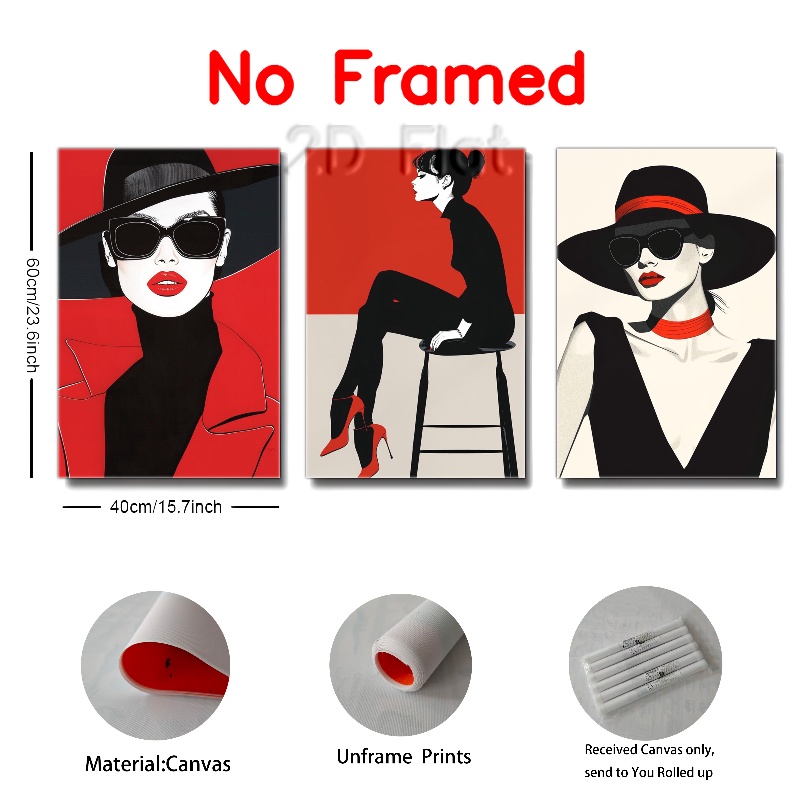 No Framed
2D Flat
60cm/23.6inch
40cm/15.7inch
Material:Canvas
Unframe Prints
Received Canvas only,
send to You Rolled up